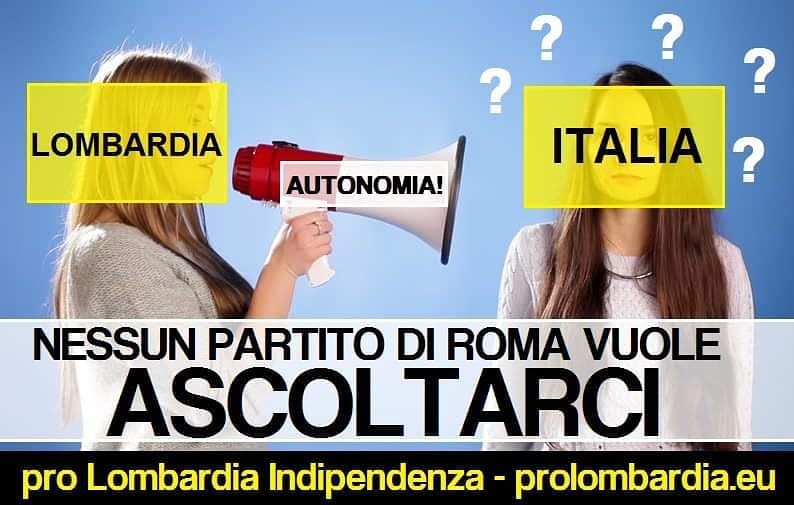 ?
?
?
?
?
LOMBARDIA
ITALIA
AUTONOMIA!
NESSUN PARTITO DI ROMA VUOLE
ASCOLTARCI
pro Lombardia Indipendenza - prolombardia.eu